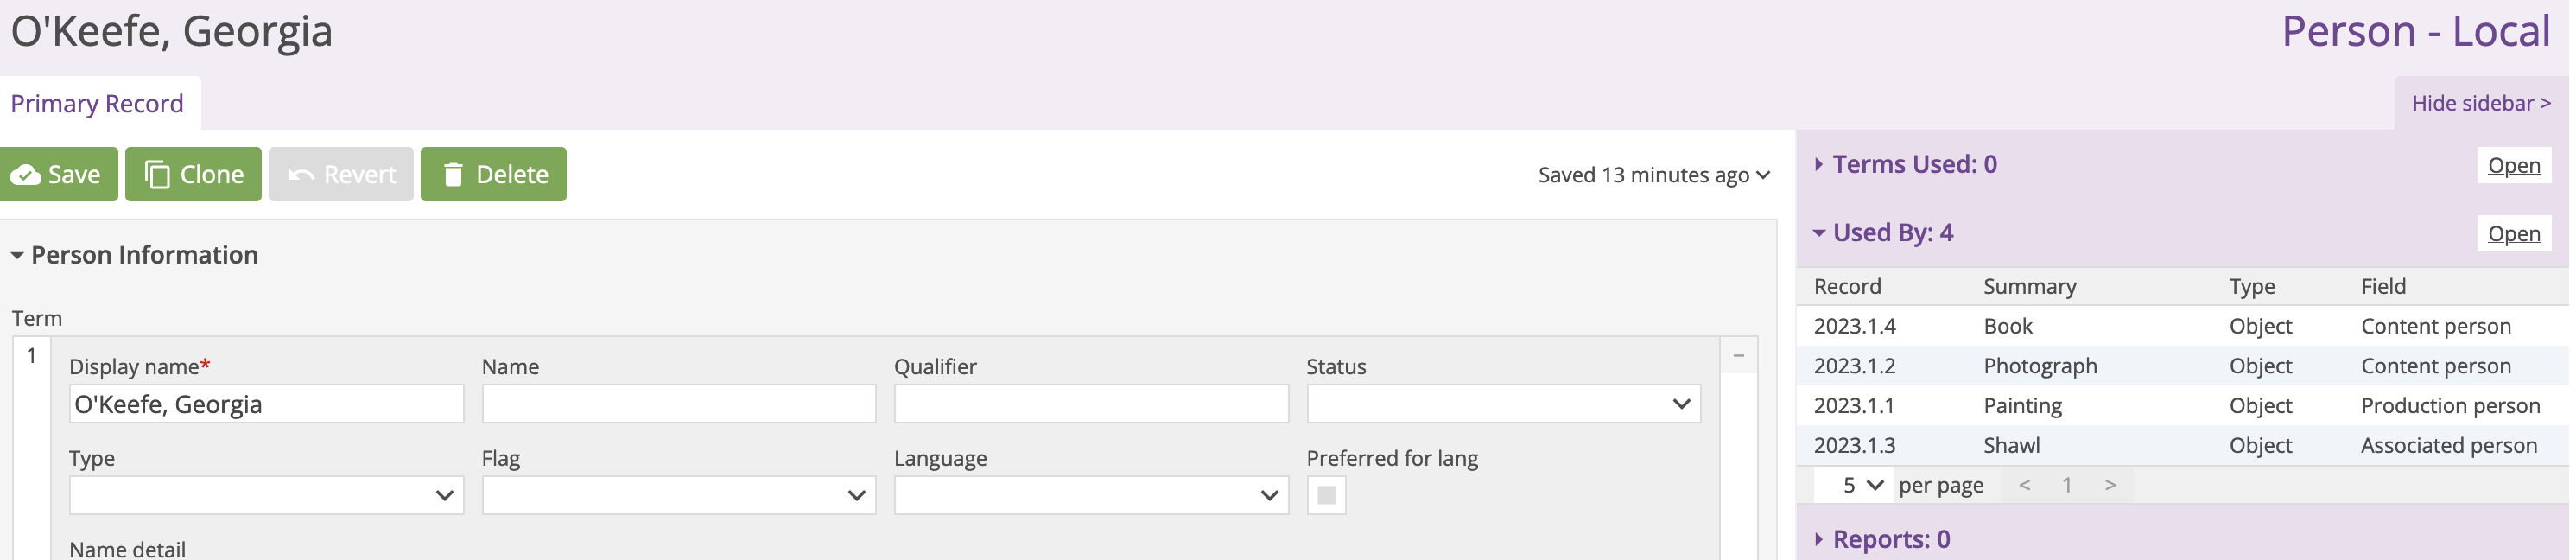 O'Keefe, Georgia
Person - Local
Primary Record
Hide sidebar >
Save
Clone
Revert
Delete
Saved 13 minutes ago
Person Information
Term
1
Display name*
Name
Qualifier
Status
O'Keefe, Georgia
Type
Flag
Language
Preferred for lang
Name detail
Terms Used: 0
Open
Used By: 4
Open
Record Summary Type Field
2023.1.4 Book Object Content person
2023.1.2 Photograph Object Content person
2023.1.1 Painting Object Production person
2023.1.3 Shawl Object Associated person
5 per page < 1 >
Reports: 0